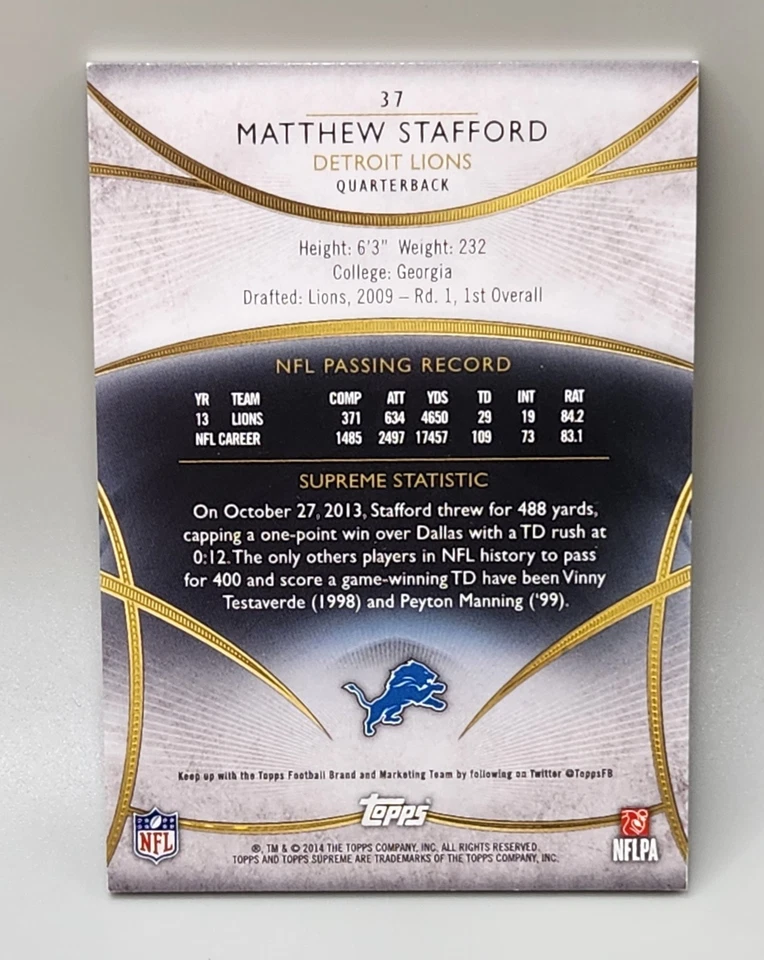 37
MATTHEW STAFFORD
DETROIT LIONS
QUARTERBACK
Height: 6'3" Weight: 232
College: Georgia
Drafted: Lions, 2009 – Rd. 1, 1st Overall
NFL PASSING RECORD
YR TEAM COMP ATT YDS TD INT RAT
13 LIONS 371 634 4650 29 19 84.2
NFL CAREER 1485 2497 17457 109 73 83.1
SUPREME STATISTIC
On October 27, 2013, Stafford threw for 488 yards,
capping a one-point win over Dallas with a TD rush at
0:12. The only others players in NFL history to pass
for 400 and score a game-winning TD have been Vinny
Testaverde (1998) and Peyton Manning ('99).
Keep up with the Topps Football Brand and Marketing Team by following on Twitter @ToppsFB
Topps
NFL
NFLPA
®, TM & © 2014 THE TOPPS COMPANY, INC. ALL RIGHTS RESERVED.
TOPPS AND TOPPS SUPREME ARE TRADEMARKS OF THE TOPPS COMPANY, INC.